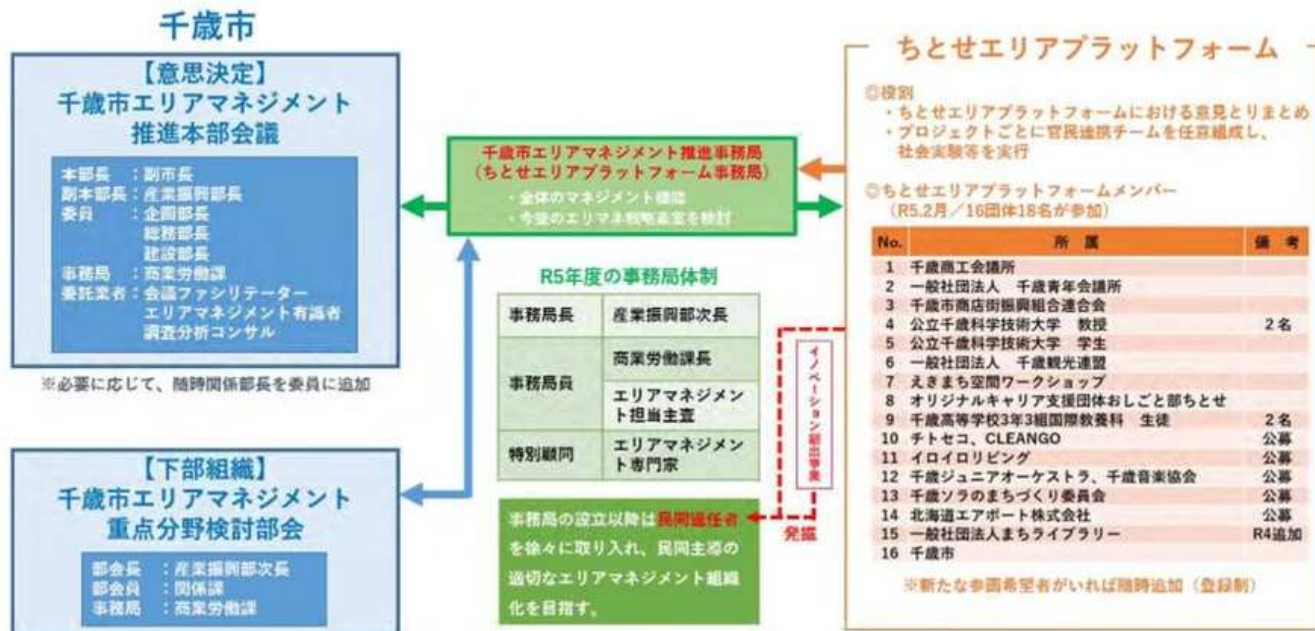 千歳市
【意思決定】
千歳市エリアマネジメント
推進本部会議
本部長 ：副市長
副本部長：産業振興部長
委員 ：企画部長
総務部長
建設部長
事務局 ：商業労働課
委託業者：会議ファシリテーター
エリアマネジメント有識者
調査分析コンサル
※必要に応じて、随時関係部長を委員に追加
【下部組織】
千歳市エリアマネジメント
重点分野検討部会
部会長 ：産業振興部次長
部会員 ：関係課
事務局 ：商業労働課
千歳市エリアマネジメント推進事務局
（ちとせエリアプラットフォーム事務局）
・全体のマネジメント機能
・今後のエリマネ戦略素案を検討
R5年度の事務局体制
事務局長 産業振興部次長
事務局員 商業労働課長
エリアマネジメン
ト担当主査
特別顧問 エリアマネジメン
ト専門家
事務局の設立以降は民間適任者
を徐々に取り入れ、民間主導の
適切なエリアマネジメント組織
化を目指す。
イノベーション創出事業
発掘
ちとせエリアプラットフォーム
◎役割
・ちとせエリアプラットフォームにおける意見とりまとめ
・プロジェクトごとに官民連携チームを任意組成し、
社会実験等を実行
◎ちとせエリアプラットフォームメンバー
（R5.2月／16団体18名が参加）
No. 所 属 備 考
1 千歳商工会議所
2 一般社団法人 千歳青年会議所
3 千歳市商店街振興組合連合会
4 公立千歳科学技術大学 教授 2名
5 公立千歳科学技術大学 学生
6 一般社団法人 千歳観光連盟
7 えきまち空間ワークショップ
8 オリジナルキャリア支援団体おしごと部ちとせ
9 千歳高等学校3年3組国際教養科 生徒 2名
10 チトセコ、CLEANGO 公募
11 イロイロリビング 公募
12 千歳ジュニアオーケストラ、千歳音楽協会 公募
13 千歳ソラのまちづくり委員会 公募
14 北海道エアポート株式会社 公募
15 一般社団法人まちライブラリー R4追加
16 千歳市
※新たな参画希望者がいれば随時追加（登録制）